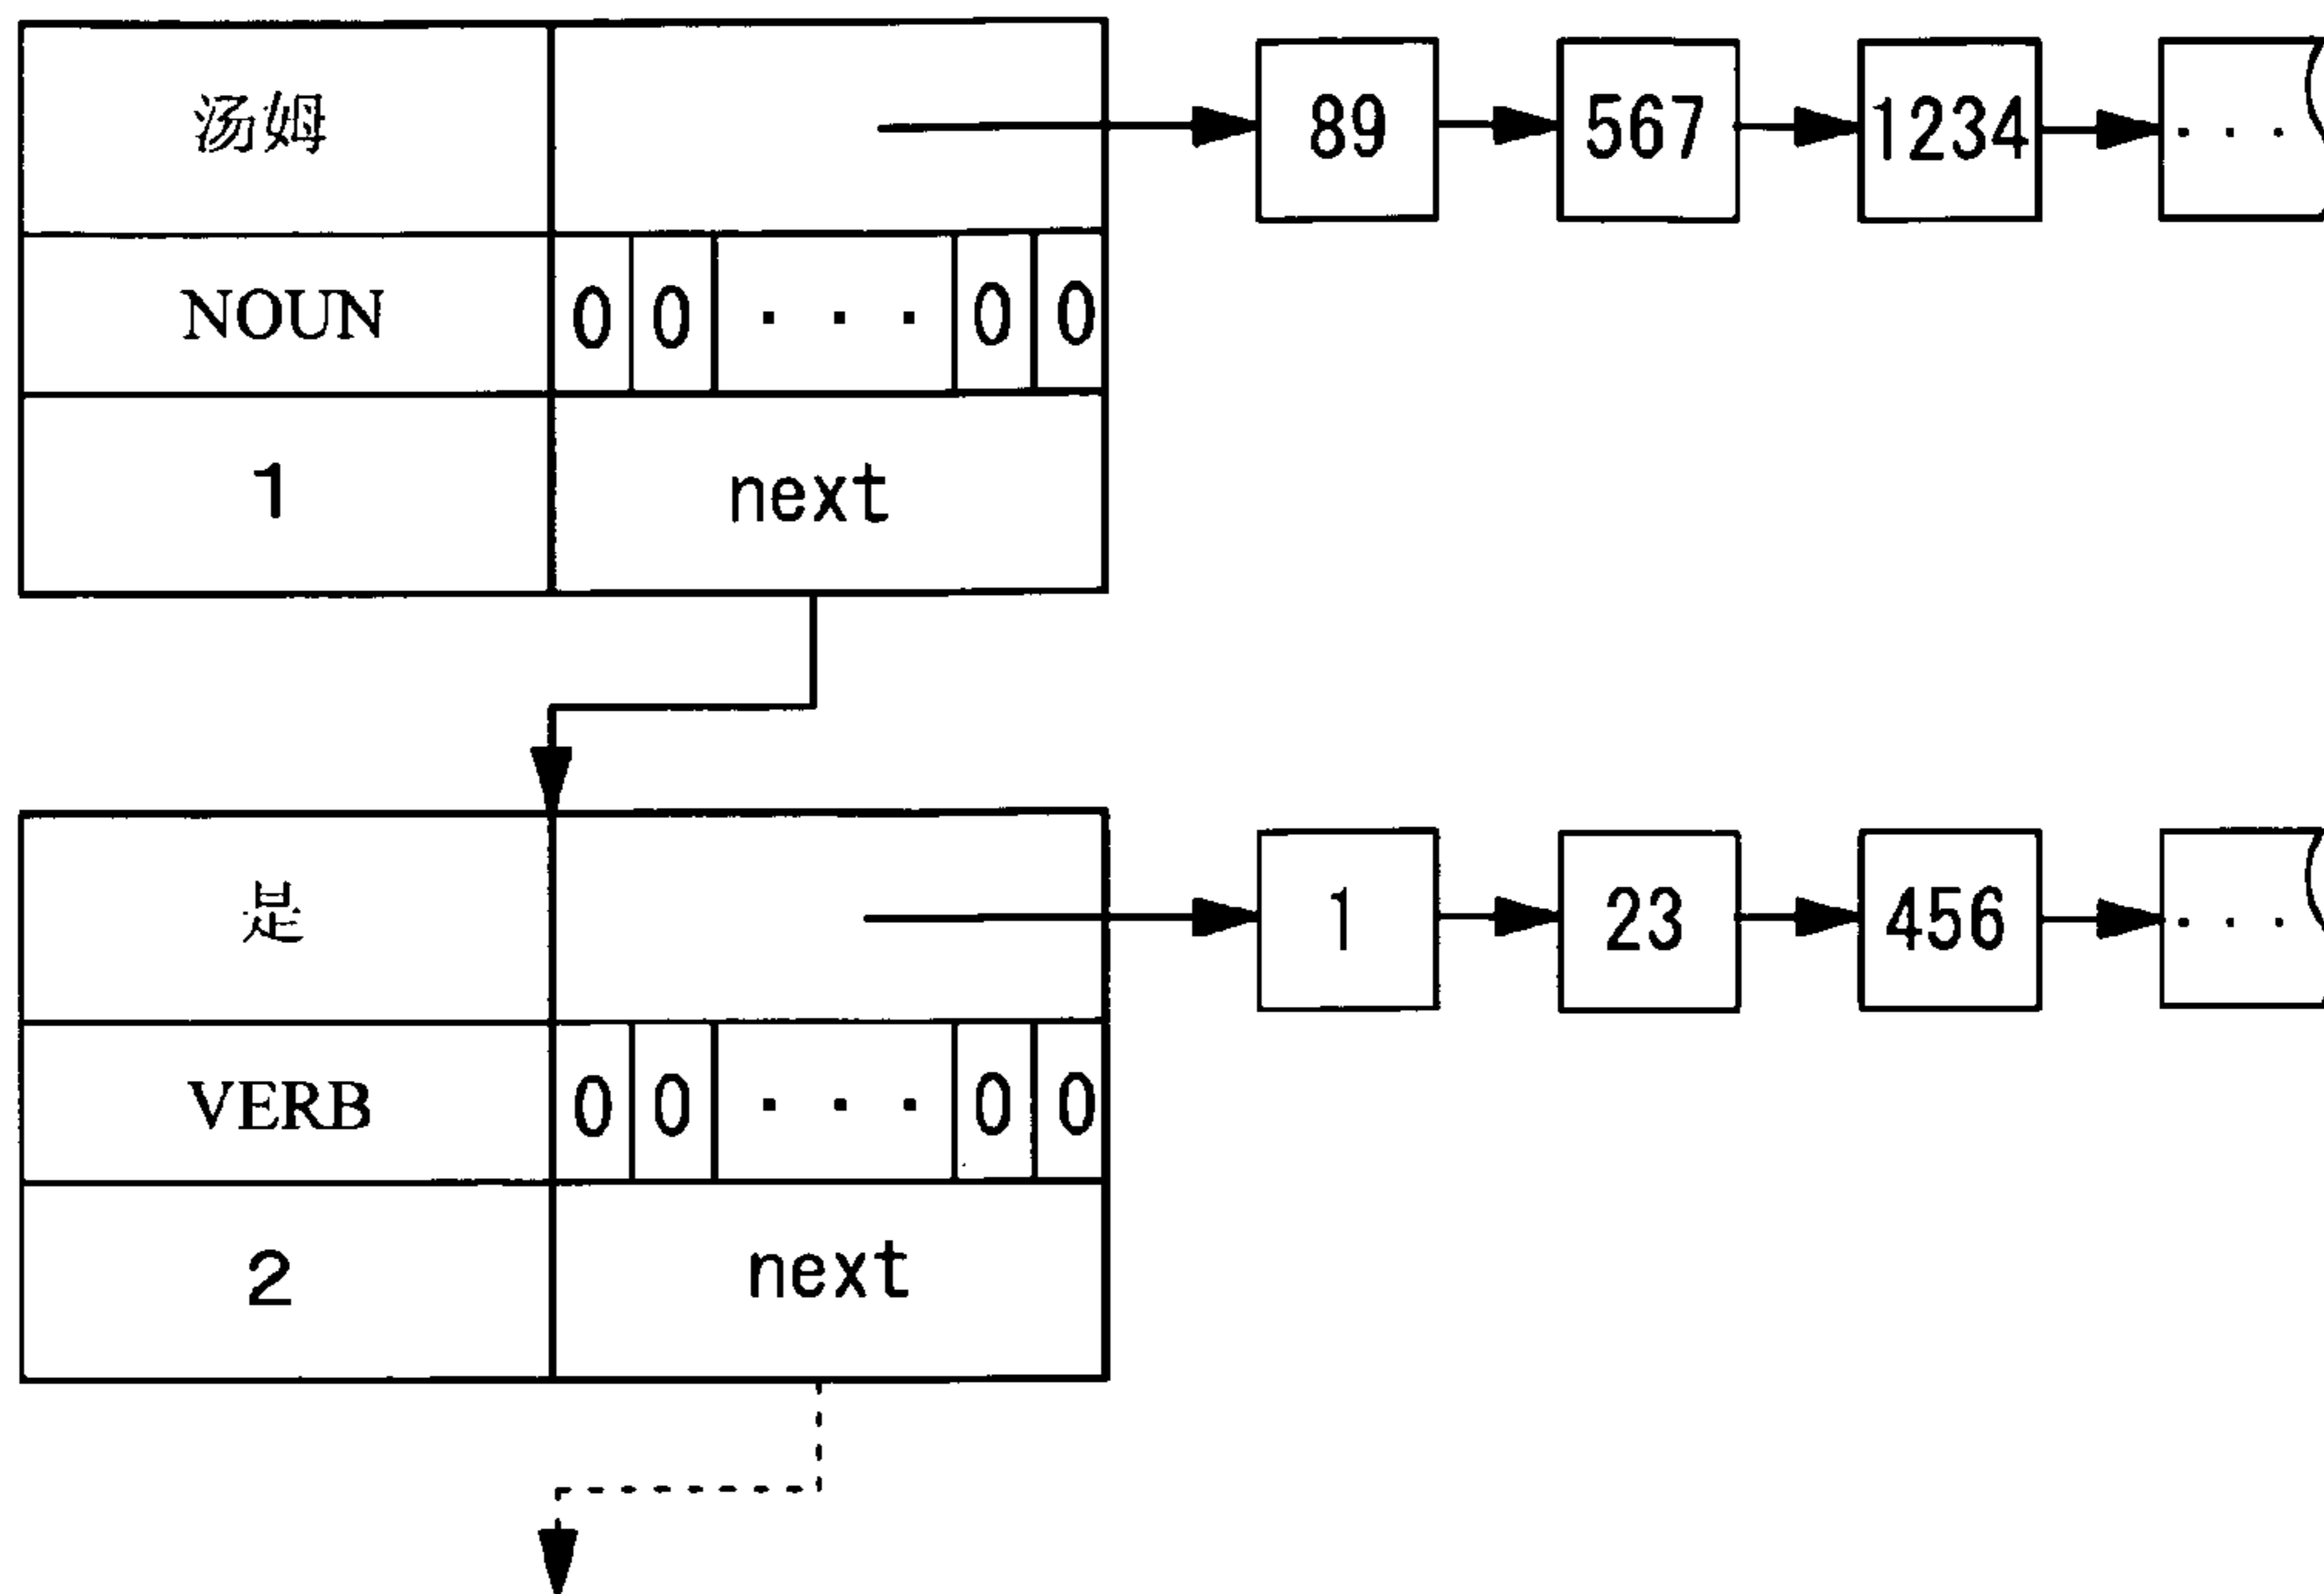 汤姆 89 567 1234 ...
NOUN 0 0 ... 0 0
1 next
是 1 23 456 ...
VERB 0 0 ... 0 0
2 next